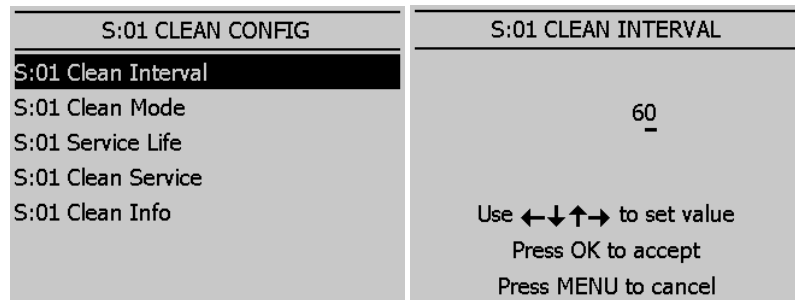 S:01 CLEAN CONFIG
S:01 Clean Interval
S:01 Clean Mode
S:01 Service Life
S:01 Clean Service
S:01 Clean Info
S:01 CLEAN INTERVAL
60
Use ←↓↑→ to set value
Press OK to accept
Press MENU to cancel